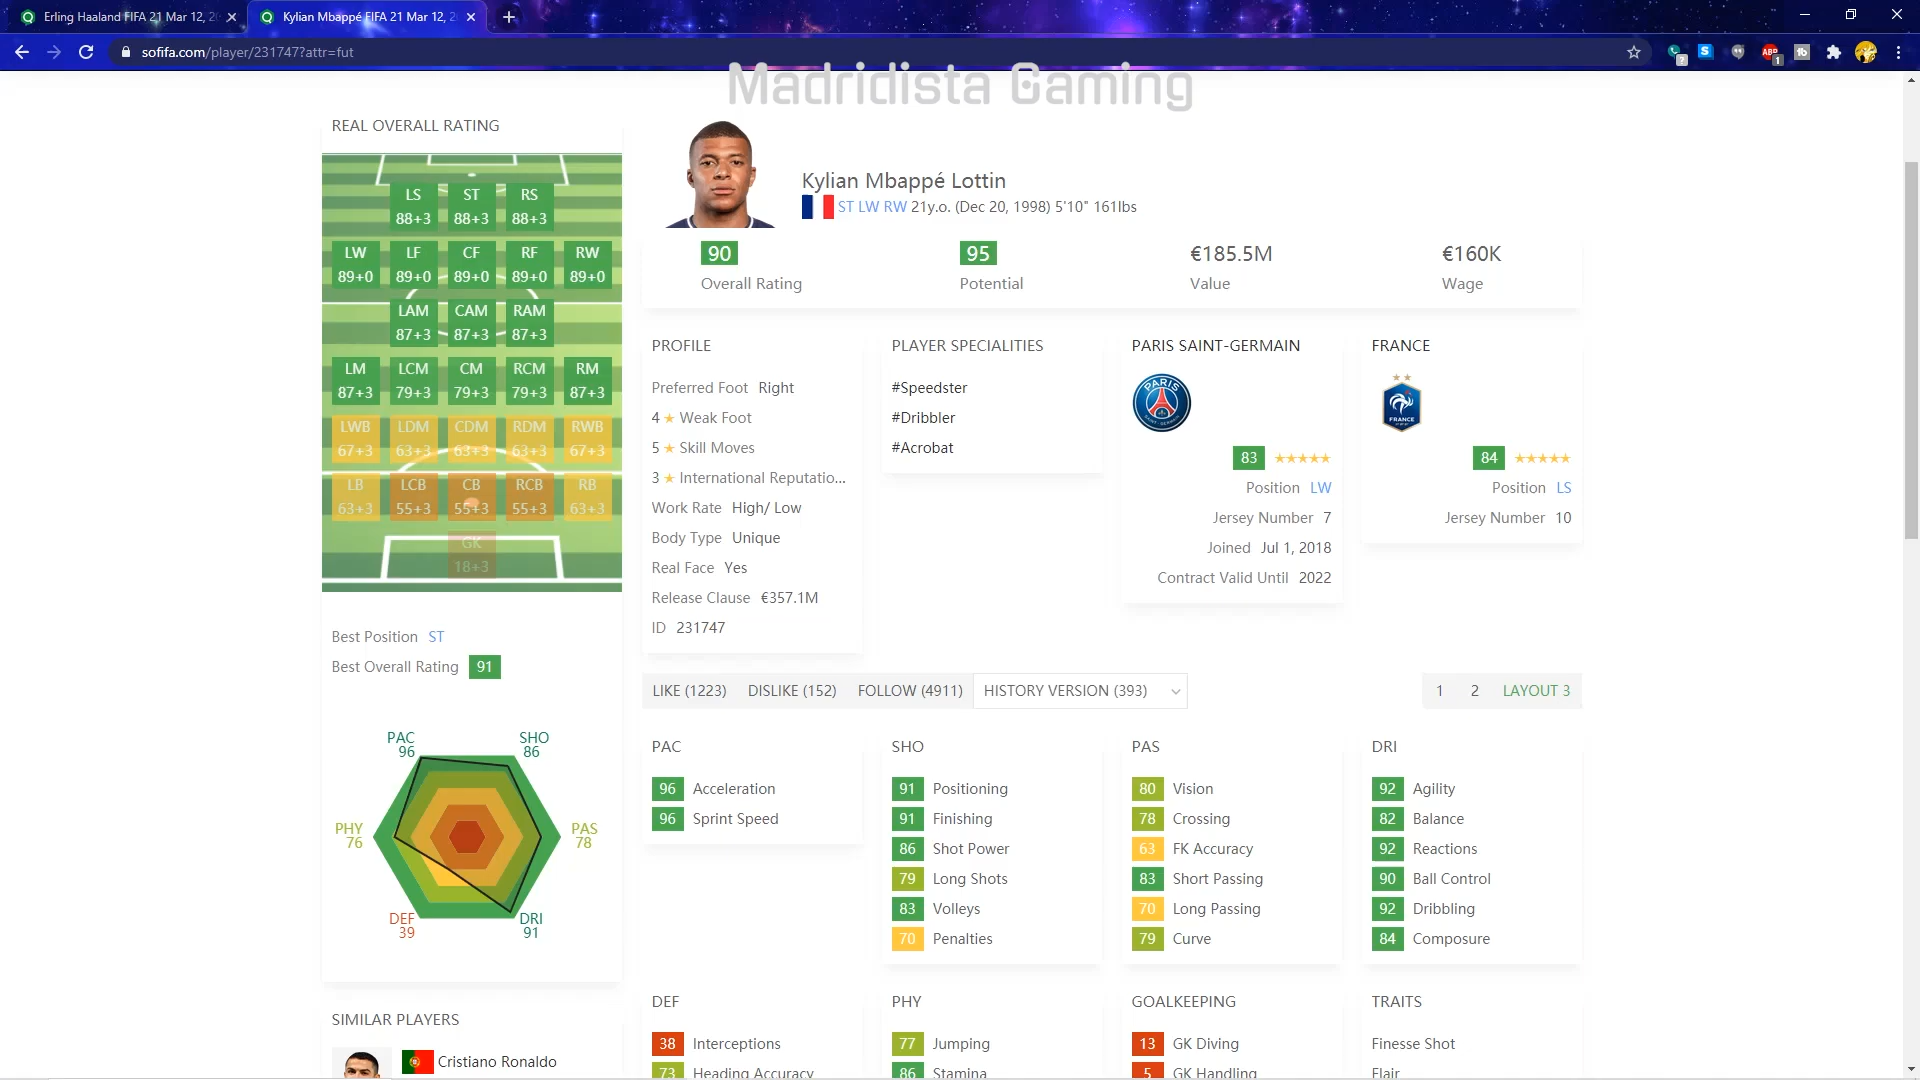 Erling Haaland FIFA 21 Mar 12, 2
Kylian Mbappé FIFA 21 Mar 12, 2
sofifa.com/player/231747?attr=fut
Madridista Gaming
REAL OVERALL RATING
LS ST RS
88+3 88+3 88+3
LW LF CF RF RW
89+0 89+0 89+0 89+0 89+0
LAM CAM RAM
87+3 87+3 87+3
LM LCM CM RCM RM
87+3 79+3 79+3 79+3 87+3
LWB LDM CDM RDM RWB
67+3 63+3 63+3 63+3 67+3
LB LCB CB RCB RB
63+3 55+3 55+3 55+3 63+3
GK
18+3
Best Position ST
Best Overall Rating 91
PAC
96
SHO
86
PHY
76
PAS
78
DEF
39
DRI
91
SIMILAR PLAYERS
Cristiano Ronaldo
Kylian Mbappé Lottin
ST LW RW 21y.o. (Dec 20, 1998) 5'10" 161lbs
90
Overall Rating
95
Potential
€185.5M
Value
€160K
Wage
PROFILE
Preferred Foot Right
4 ★ Weak Foot
5 ★ Skill Moves
3 ★ International Reputatio...
Work Rate High/ Low
Body Type Unique
Real Face Yes
Release Clause €357.1M
ID 231747
PLAYER SPECIALITIES
#Speedster
#Dribbler
#Acrobat
PARIS SAINT-GERMAIN
PARIS
83 ★★★★★
Position LW
Jersey Number 7
Joined Jul 1, 2018
Contract Valid Until 2022
FRANCE
FRANCE
84 ★★★★★
Position LS
Jersey Number 10
LIKE (1223) DISLIKE (152) FOLLOW (4911) HISTORY VERSION (393)
1 2 LAYOUT 3
PAC
96 Acceleration
96 Sprint Speed
SHO
91 Positioning
91 Finishing
86 Shot Power
79 Long Shots
83 Volleys
70 Penalties
PAS
80 Vision
78 Crossing
63 FK Accuracy
83 Short Passing
70 Long Passing
79 Curve
DRI
92 Agility
82 Balance
92 Reactions
90 Ball Control
92 Dribbling
84 Composure
DEF
38 Interceptions
73 Heading Accuracy
PHY
77 Jumping
86 Stamina
GOALKEEPING
13 GK Diving
5 GK Handling
TRAITS
Finesse Shot
Flair